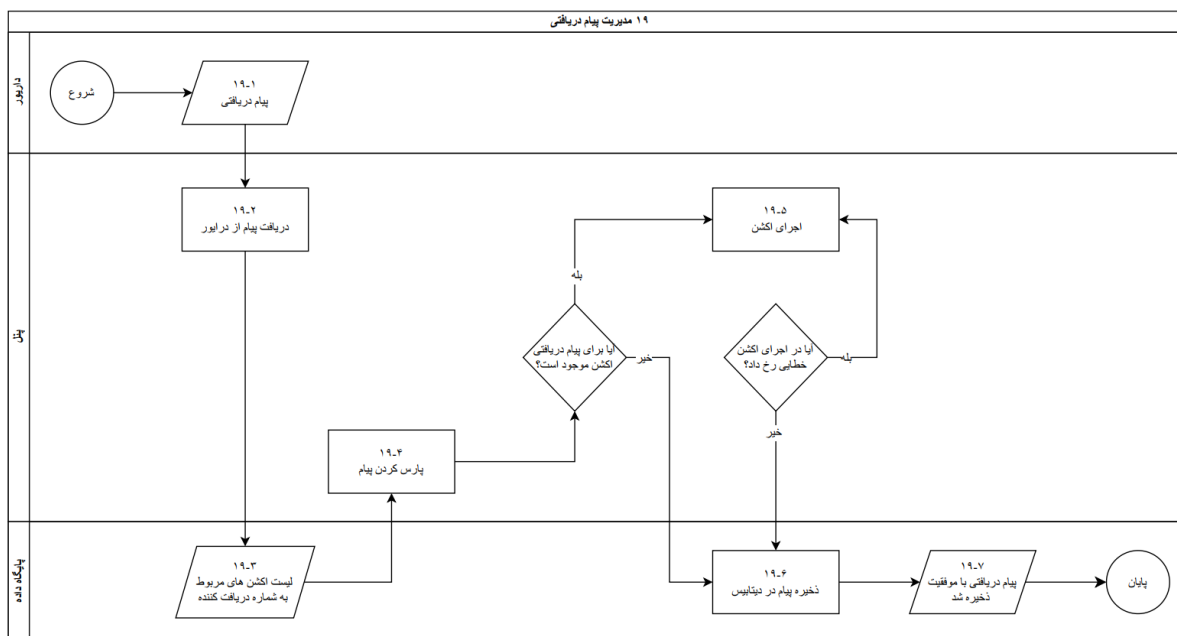 ۱۹ مدیریت پیام دریافتی
داریور
شروع
۱۹-۱
پیام دریافتی
پنل
۱۹-۲
دریافت پیام از درایور
۱۹-۵
اجرای اکشن
بله
آیا برای پیام دریافتی
اکشن موجود است؟
خیر
آیا در اجرای اکشن
خطایی رخ داد؟
بله
خیر
۱۹-۴
پارس کردن پیام
پایگاه داده
۱۹-۳
لیست اکشن های مربوط
به شماره دریافت کننده
۱۹-۶
ذخیره پیام در دیتابیس
۱۹-۷
پیام دریافتی با موفقیت
ذخیره شد
پایان